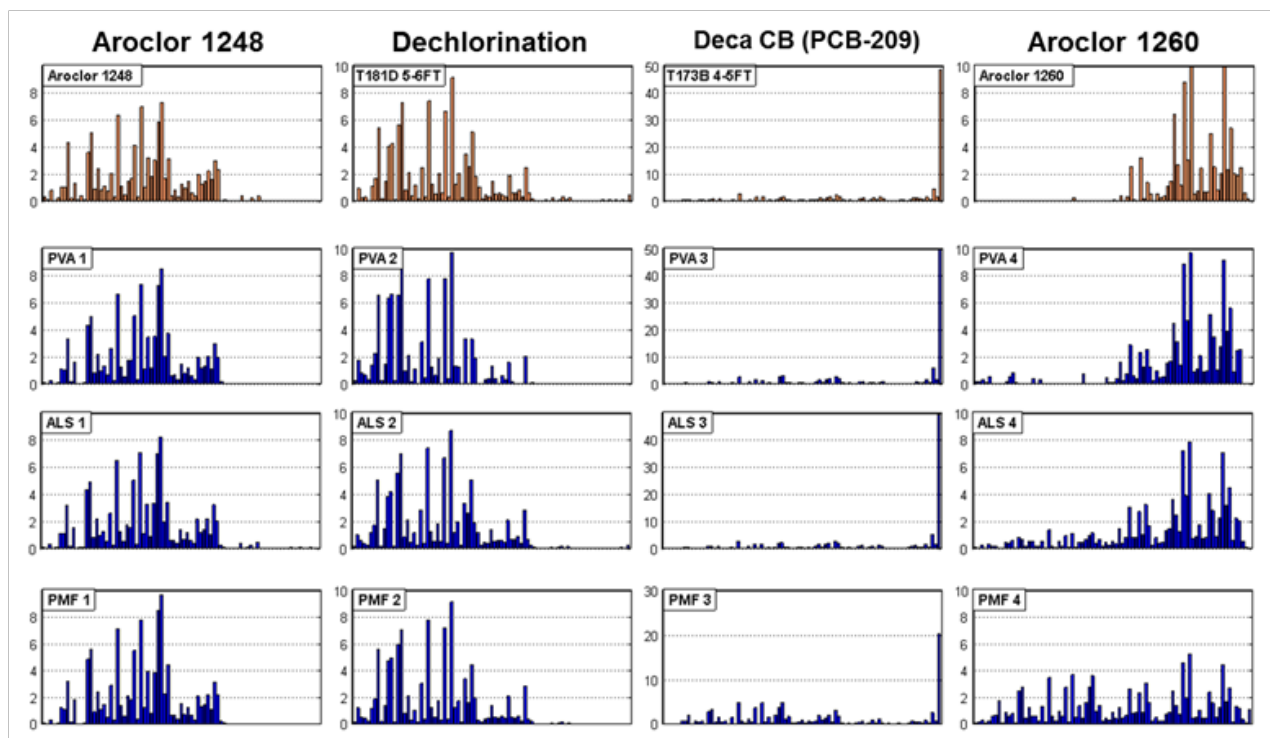 Aroclor 1248 Dechlorination Deca CB (PCB-209) Aroclor 1260
Aroclor 1248 10 T181D 5-6FT 50 T173B 4-5FT 10 Aroclor 1260
8 8 40 8
6 6 30 6
4 4 20 4
2 2 10 2
0 0 0 0
PVA 1 10 PVA 2 50 PVA 3 10 PVA 4
8 8 40 8
6 6 30 6
4 4 20 4
2 2 10 2
0 0 0 0
ALS 1 10 ALS 2 ALS 3 10 ALS 4
8 8 40 8
6 6 30 6
4 4 20 4
2 2 10 2
0 0 0 0
PMF 1 10 PMF 2 30 PMF 3 10 PMF 4
8 8 8
6 6 20 6
4 4 4
2 2 10 2
0 0 0 0